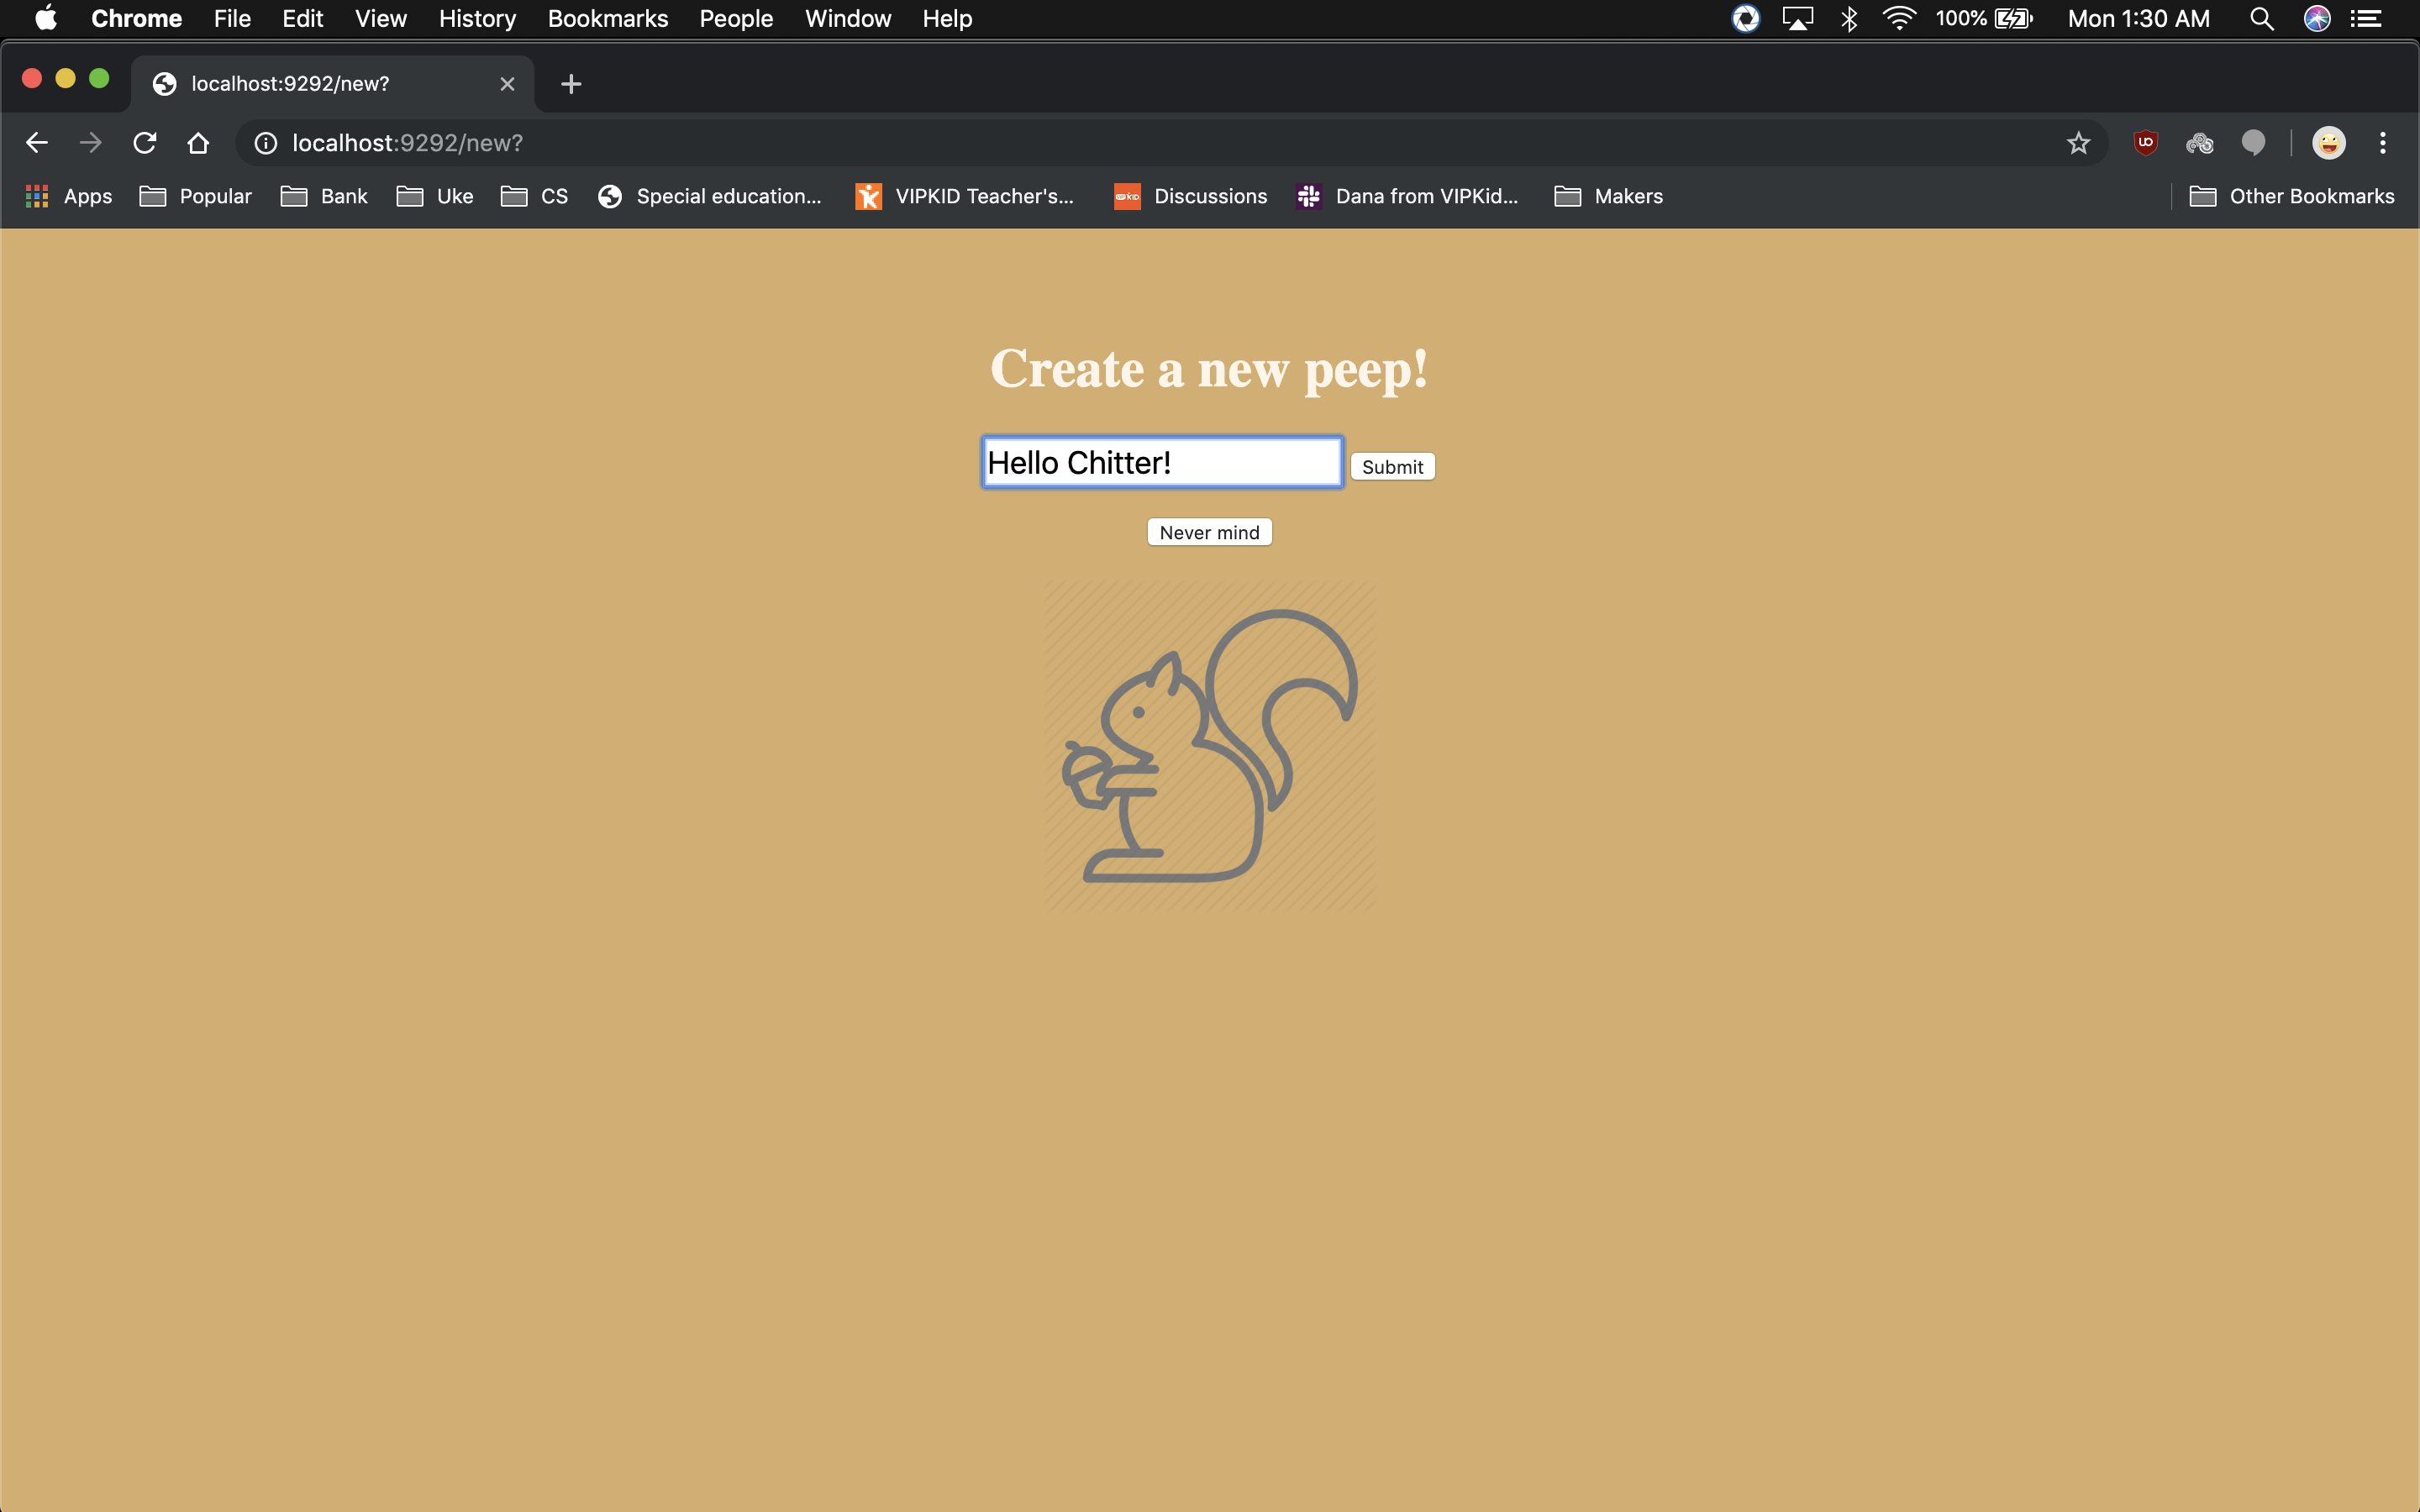 Chrome File Edit View History Bookmarks People Window Help 100% Mon 1:30 AM
localhost:9292/new?
localhost:9292/new?
Apps Popular Bank Uke CS Special education... VIPKID Teacher's... Discussions Dana from VIPKid... Makers Other Bookmarks
Create a new peep!
Hello Chitter! Submit
Never mind